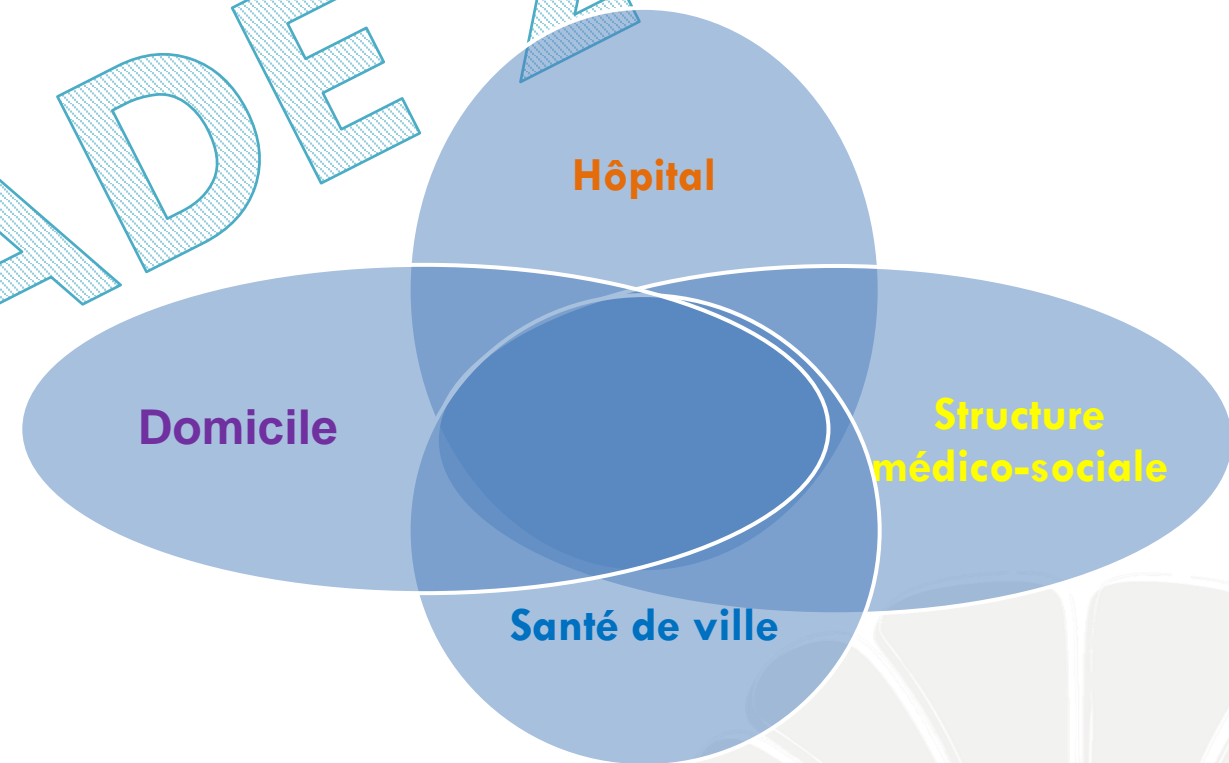 ADE
Hôpital
Domicile
Structure
médico-sociale
Santé de ville